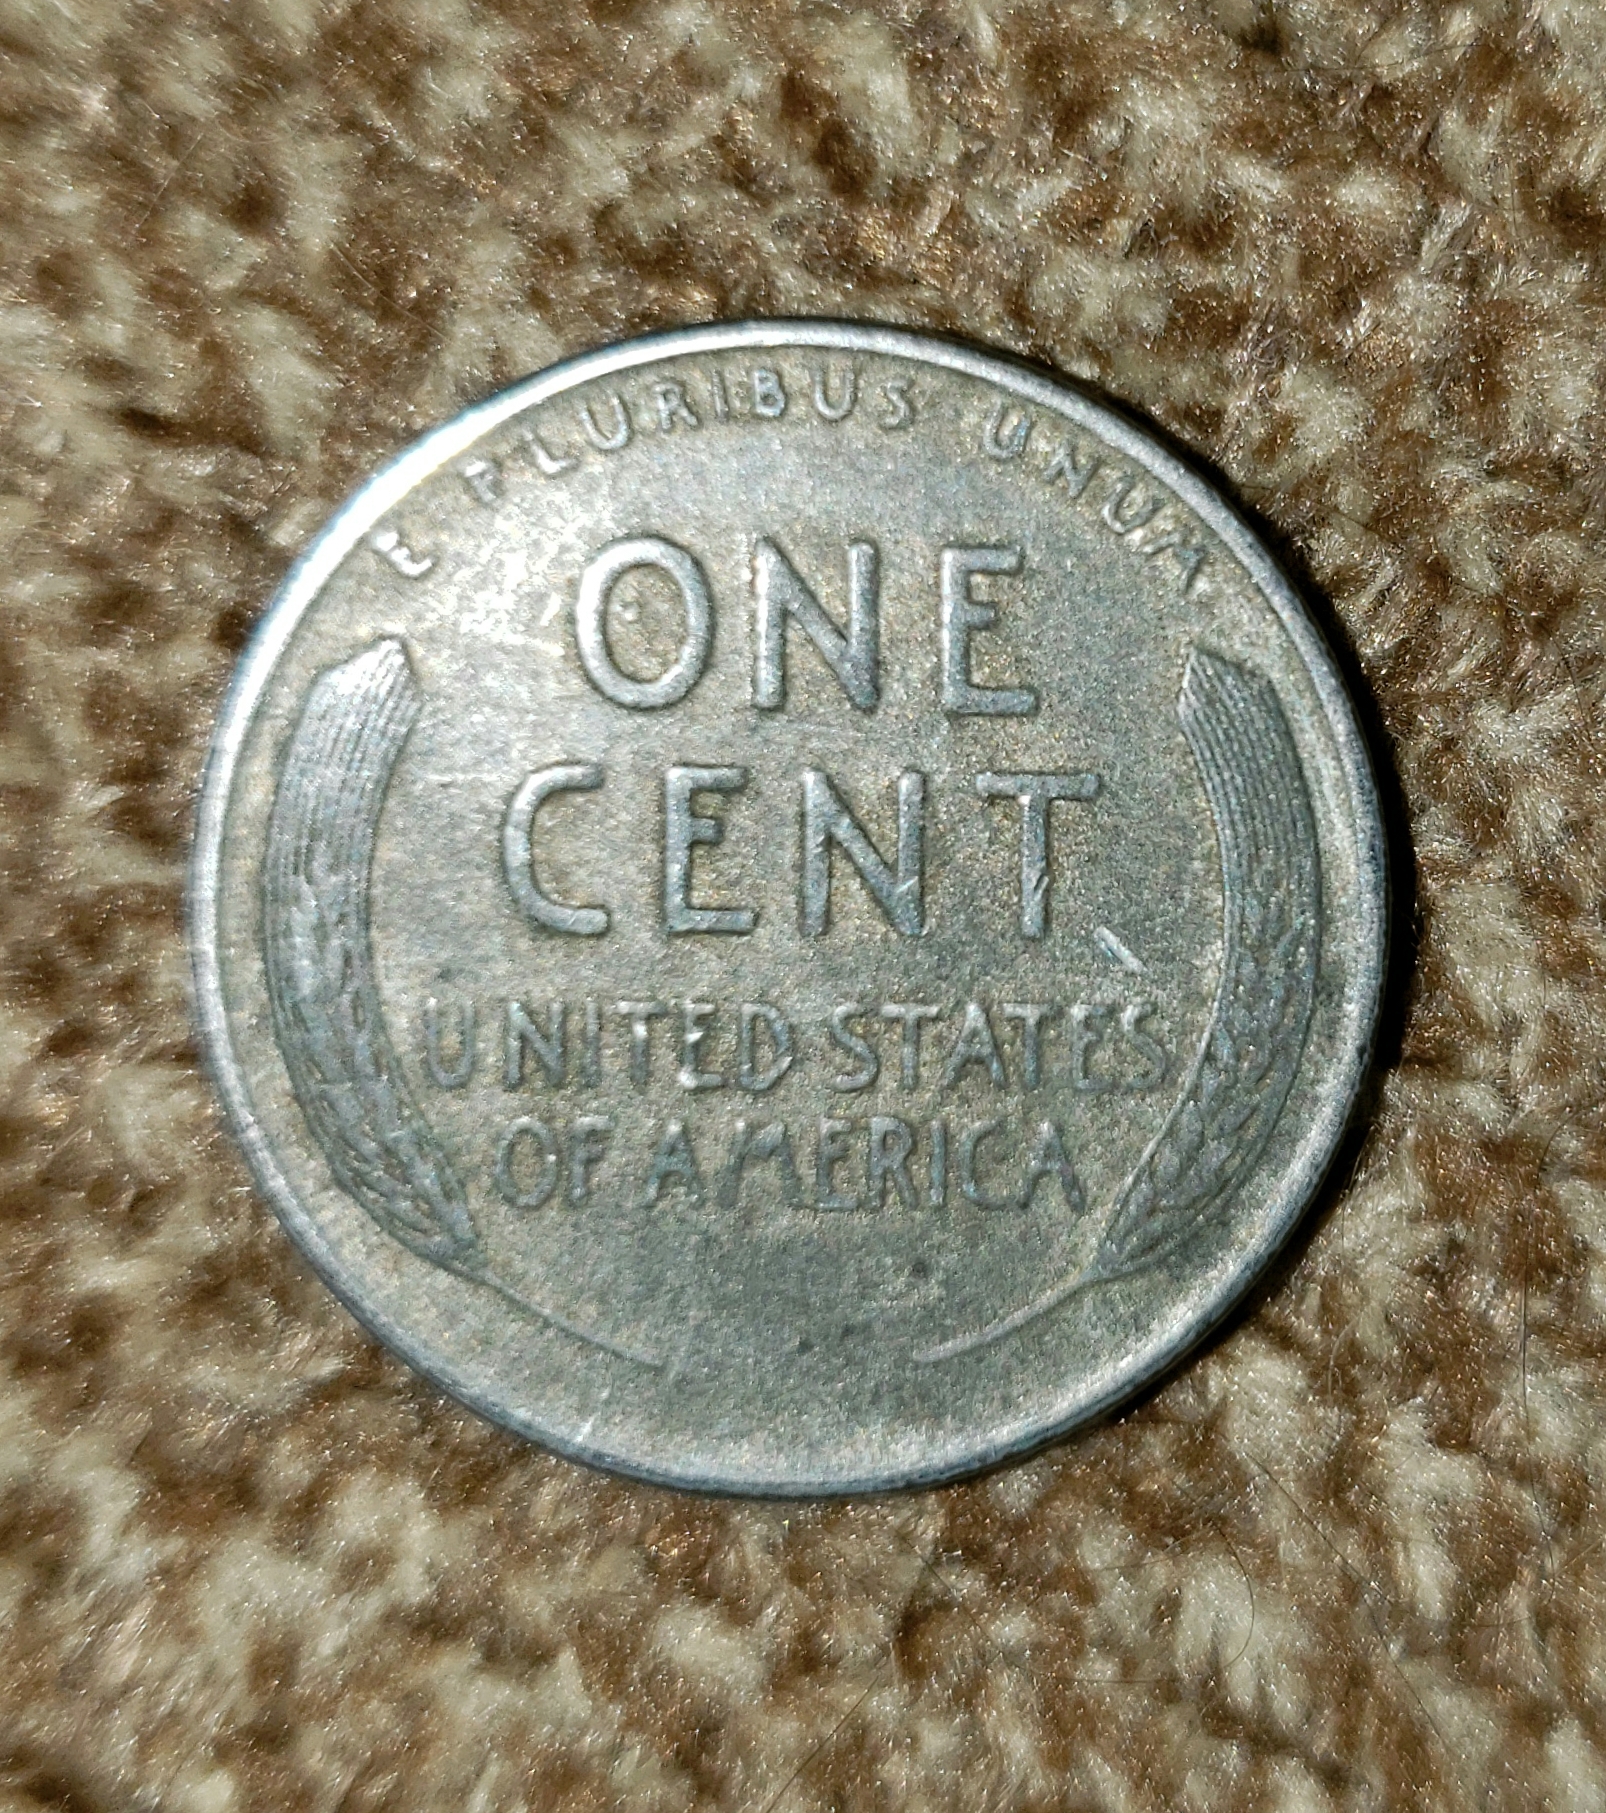 E PLURIBUS UNUM
ONE
CENT
UNITED STATES
OF AMERICA